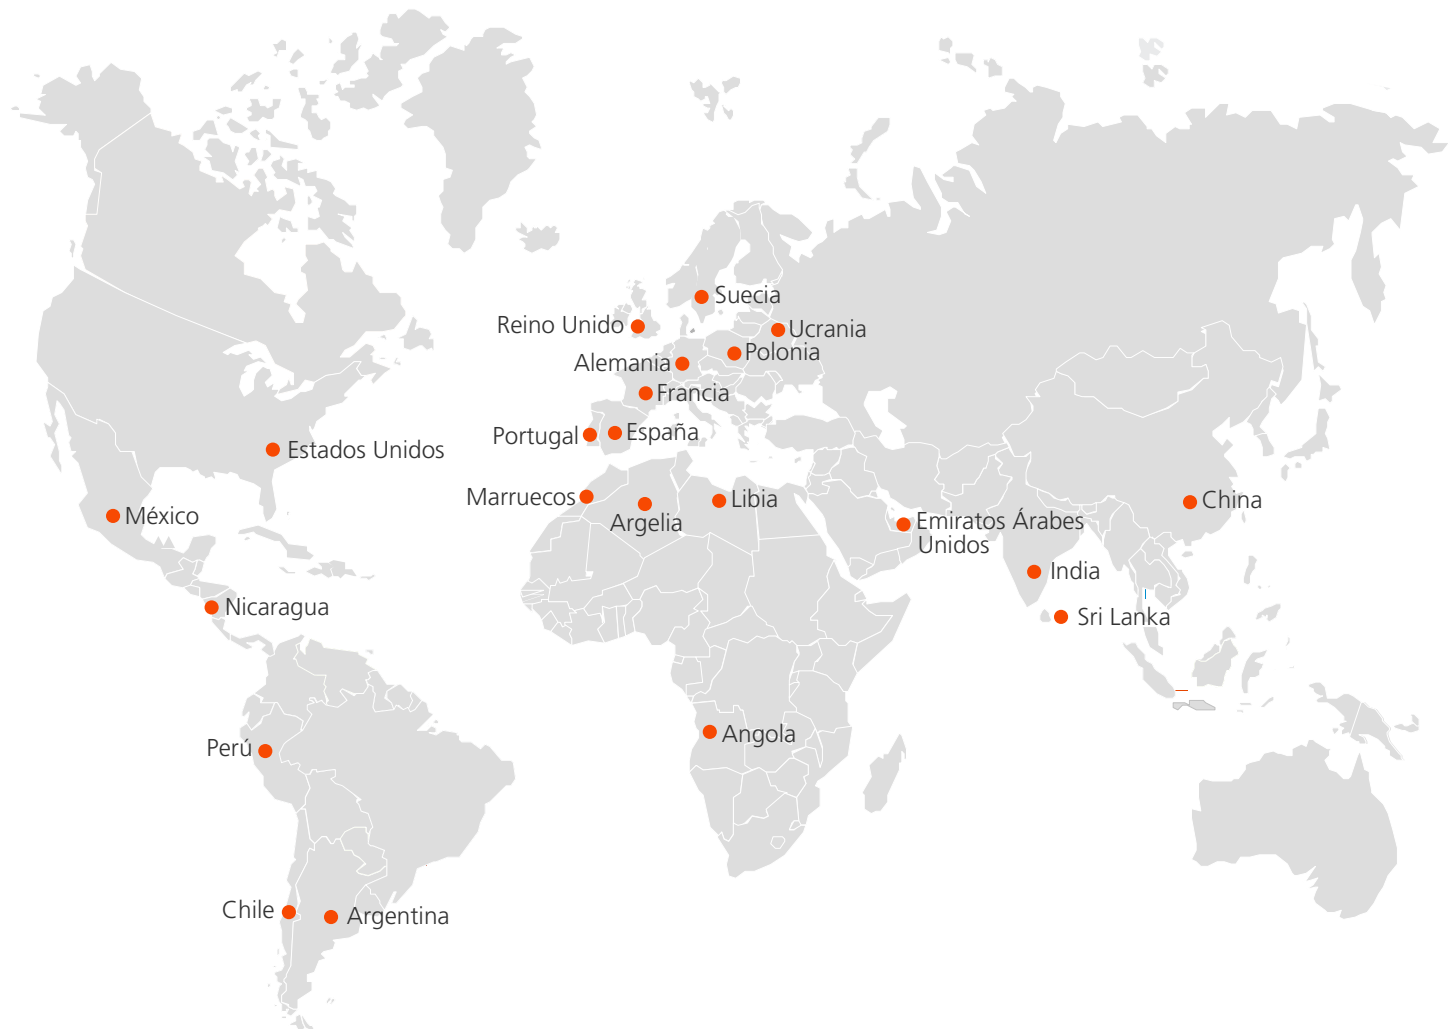 Suecia
Reino Unido
Ucrania
Polonia
Alemania
Francia
Portugal
España
Estados Unidos
Marruecos
Libia
China
México
Argelia
Emiratos Árabes
Unidos
India
Nicaragua
Sri Lanka
Angola
Perú
Chile
Argentina